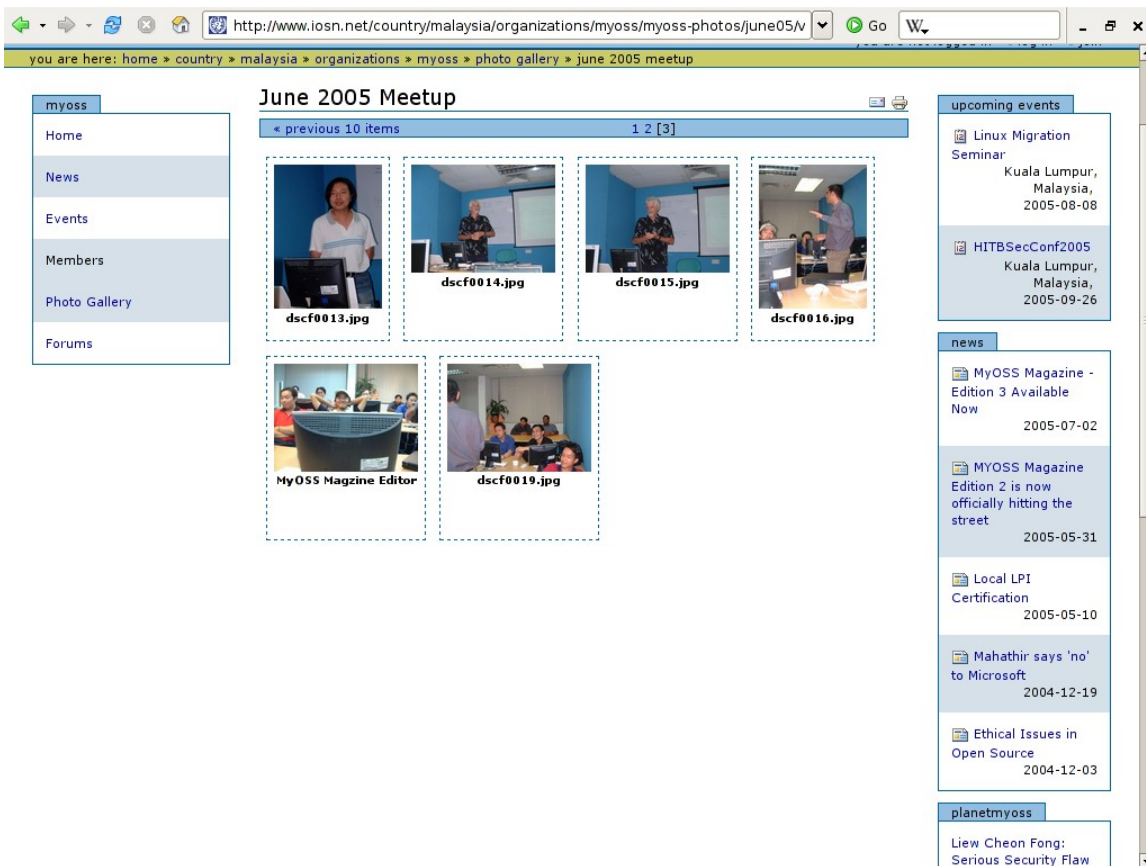 http://www.iosn.net/country/malaysia/organizations/myoss/myoss-photos/june05/v
Go
you are here: home » country » malaysia » organizations » myoss » photo gallery » june 2005 meetup
myoss
Home
News
Events
Members
Photo Gallery
Forums
June 2005 Meetup
« previous 10 items
1 2 [3]
dscf0013.jpg
dscf0014.jpg
dscf0015.jpg
dscf0016.jpg
MyOSS Magzine Editor
dscf0019.jpg
upcoming events
Linux Migration
Seminar
Kuala Lumpur,
Malaysia,
2005-08-08
HITBSecConf2005
Kuala Lumpur,
Malaysia,
2005-09-26
news
MyOSS Magazine -
Edition 3 Available
Now
2005-07-02
MYOSS Magazine
Edition 2 is now
officially hitting the
street
2005-05-31
Local LPI
Certification
2005-05-10
Mahathir says 'no'
to Microsoft
2004-12-19
Ethical Issues in
Open Source
2004-12-03
planetmyoss
Liew Cheon Fong:
Serious Security Flaw